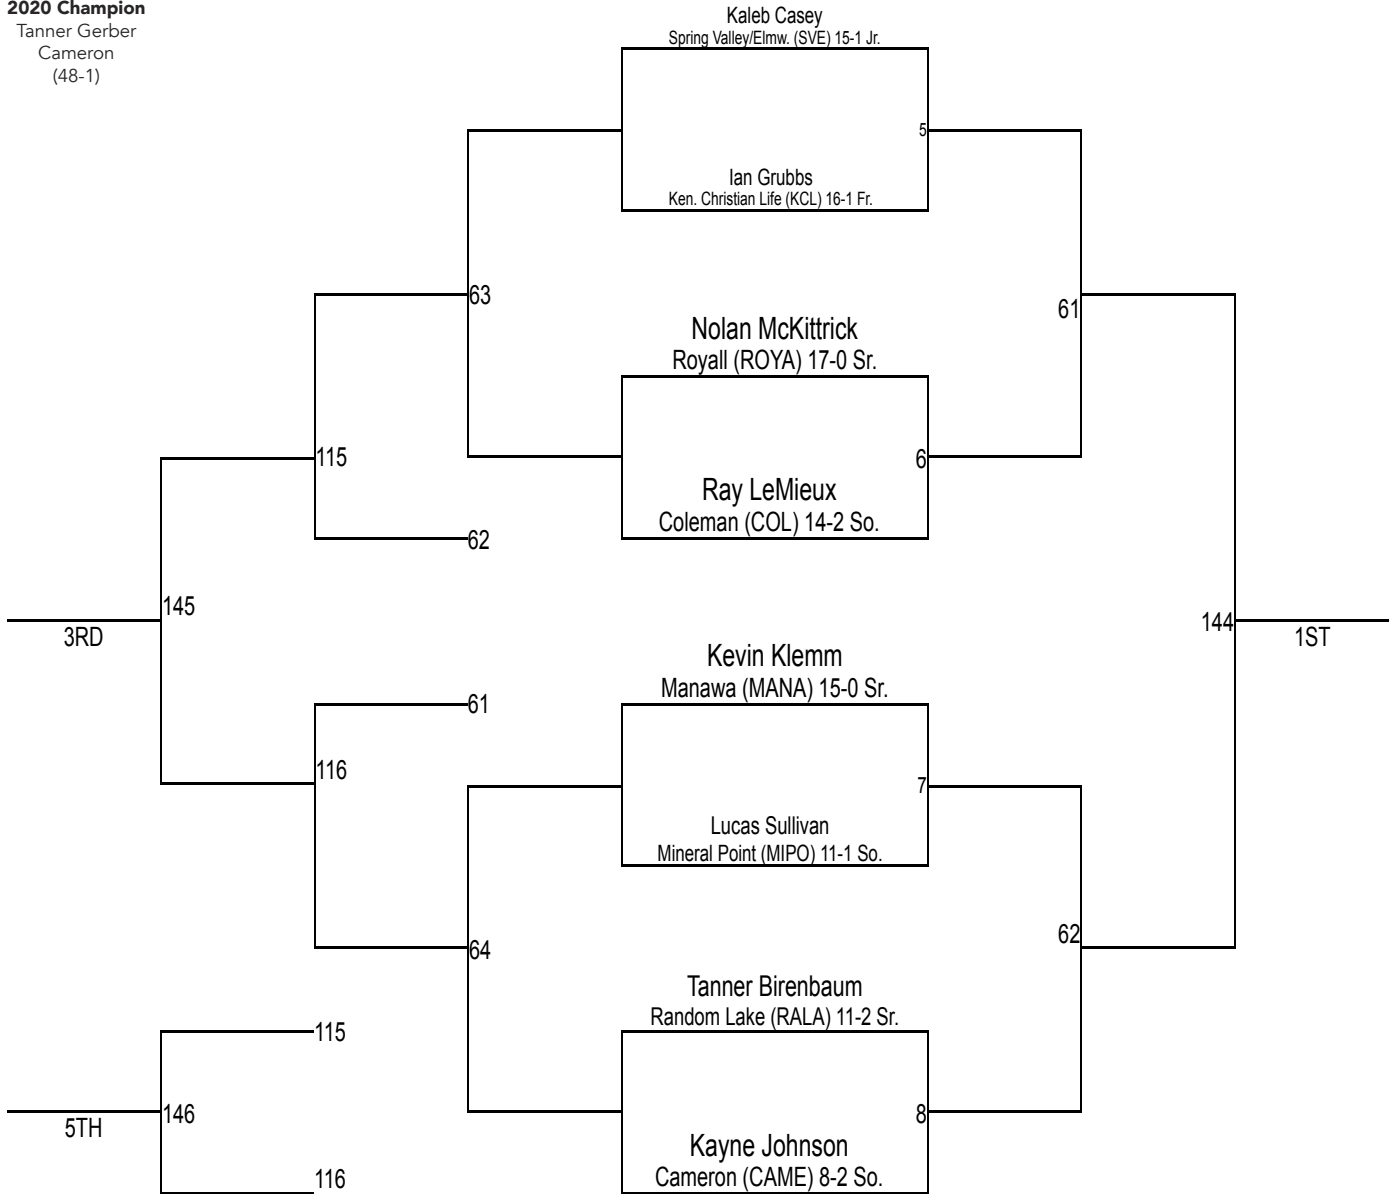 2020 Champion
Tanner Gerber
Cameron
(48-1)
Kaleb Casey
Spring Valley/Elmw. (SVE) 15-1 Jr.
5
Ian Grubbs
Ken. Christian Life (KCL) 16-1 Fr.
63
61
Nolan McKittrick
Royall (ROYA) 17-0 Sr.
115
6
Ray LeMieux
Coleman (COL) 14-2 So.
62
145
3RD
144
1ST
Kevin Klemm
Manawa (MANA) 15-0 Sr.
61
116
7
Lucas Sullivan
Mineral Point (MIPO) 11-1 So.
62
64
Tanner Birenbaum
Random Lake (RALA) 11-2 Sr.
115
146
5TH
8
Kayne Johnson
Cameron (CAME) 8-2 So.
116